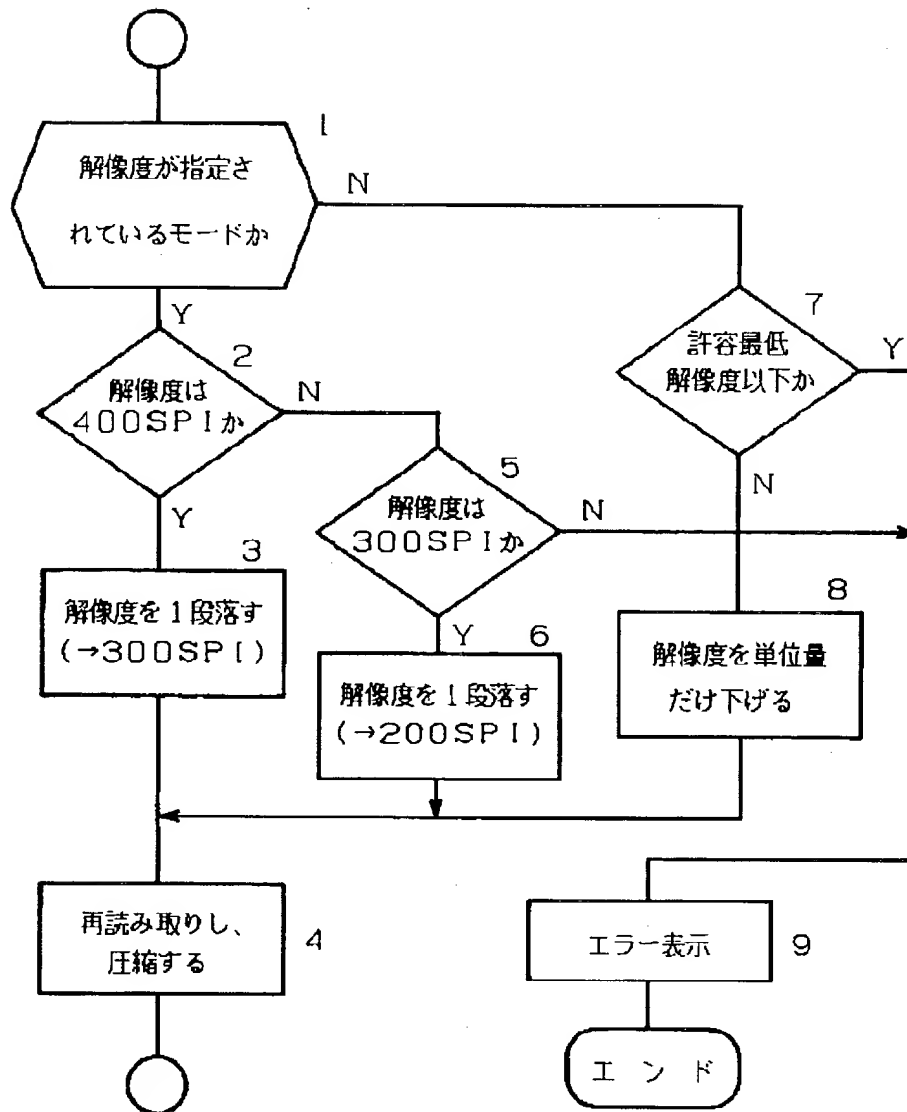 1
解像度が指定さ
れているモードか
N
Y
2
解像度は
400SPIか
N
Y
3
解像度を1段落す
(→300SPI)
5
解像度は
300SPIか
N
Y
6
解像度を1段落す
(→200SPI)
7
許容最低
解像度以下か
Y
N
8
解像度を単位量
だけ下げる
再読み取りし、
圧縮する
4
エラー表示
9
エンド